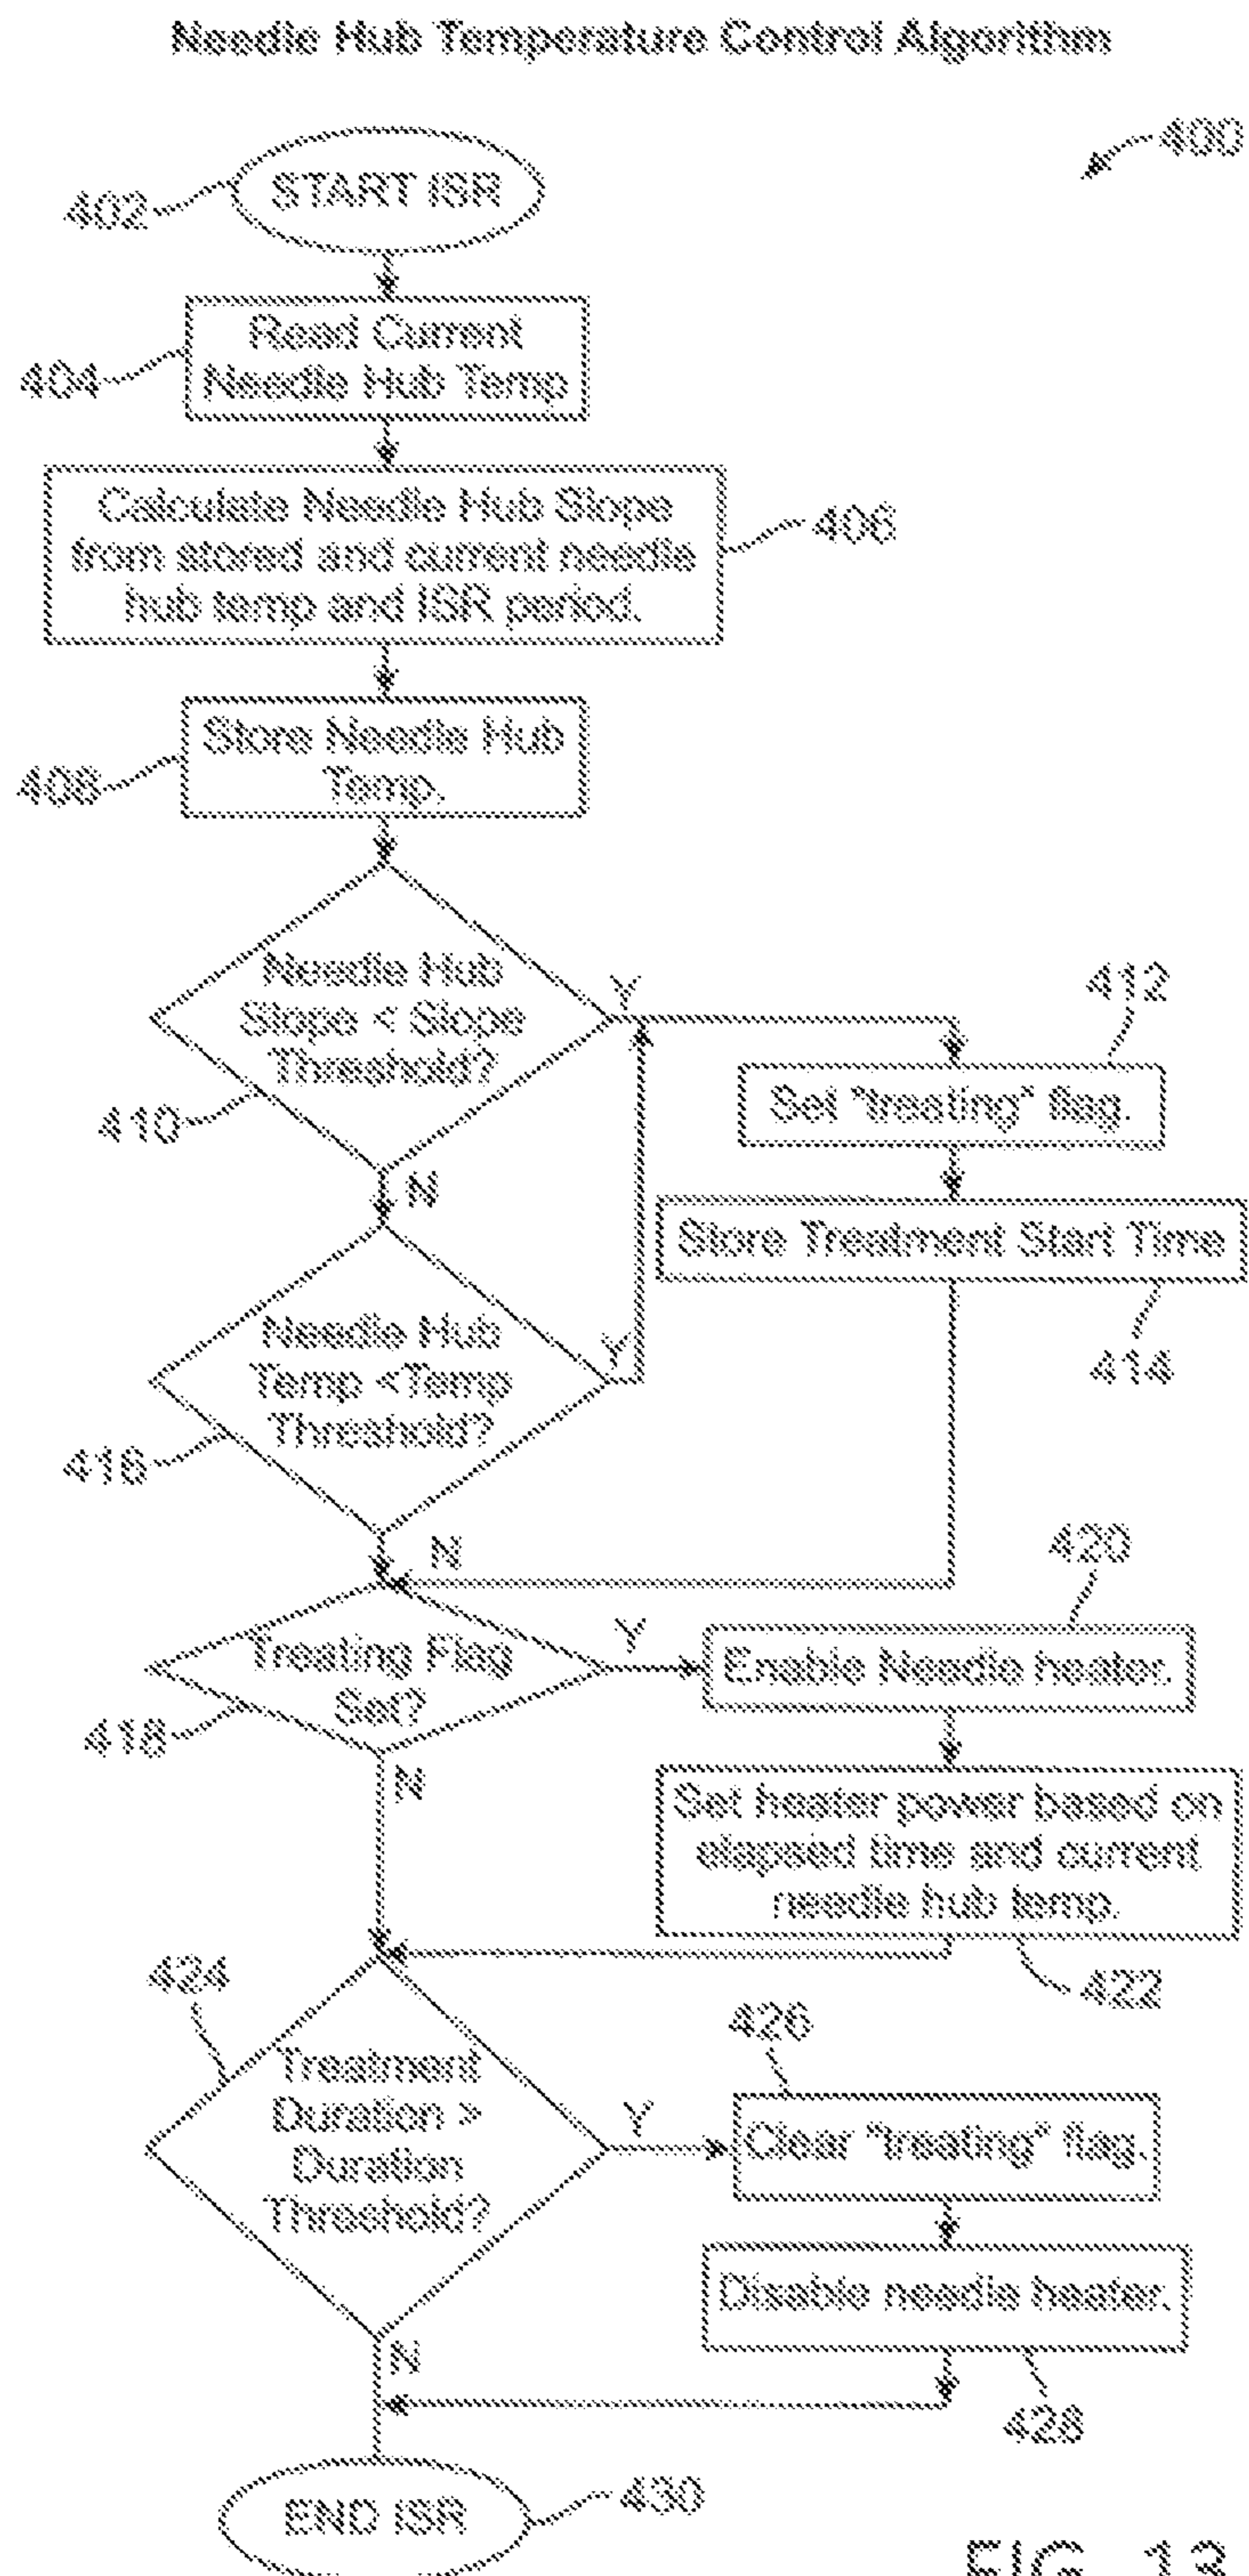 Needle Hub Temperature Control Algorithm
400
402
START ISR
404
Read Current
Needle Hub Temp
Calculate Needle Hub Slope
from stored and current needle
hub temp and ISR period.
406
408
Store Needle Hub
Temp.
Needle Hub
Slope < Slope
Threshold?
410
Y
N
412
Set "treating" flag.
Store Treatment Start Time
414
Needle Hub
Temp <Temp
Threshold?
416
Y
N
Treating Flag
Set?
418
Y
N
420
Enable Needle heater.
Set heater power based on
elapsed time and current
needle hub temp.
422
424
Treatment
Duration >
Duration
Threshold?
Y
N
426
Clear "treating" flag.
Disable needle heater.
428
END ISR
430
FIG. 13